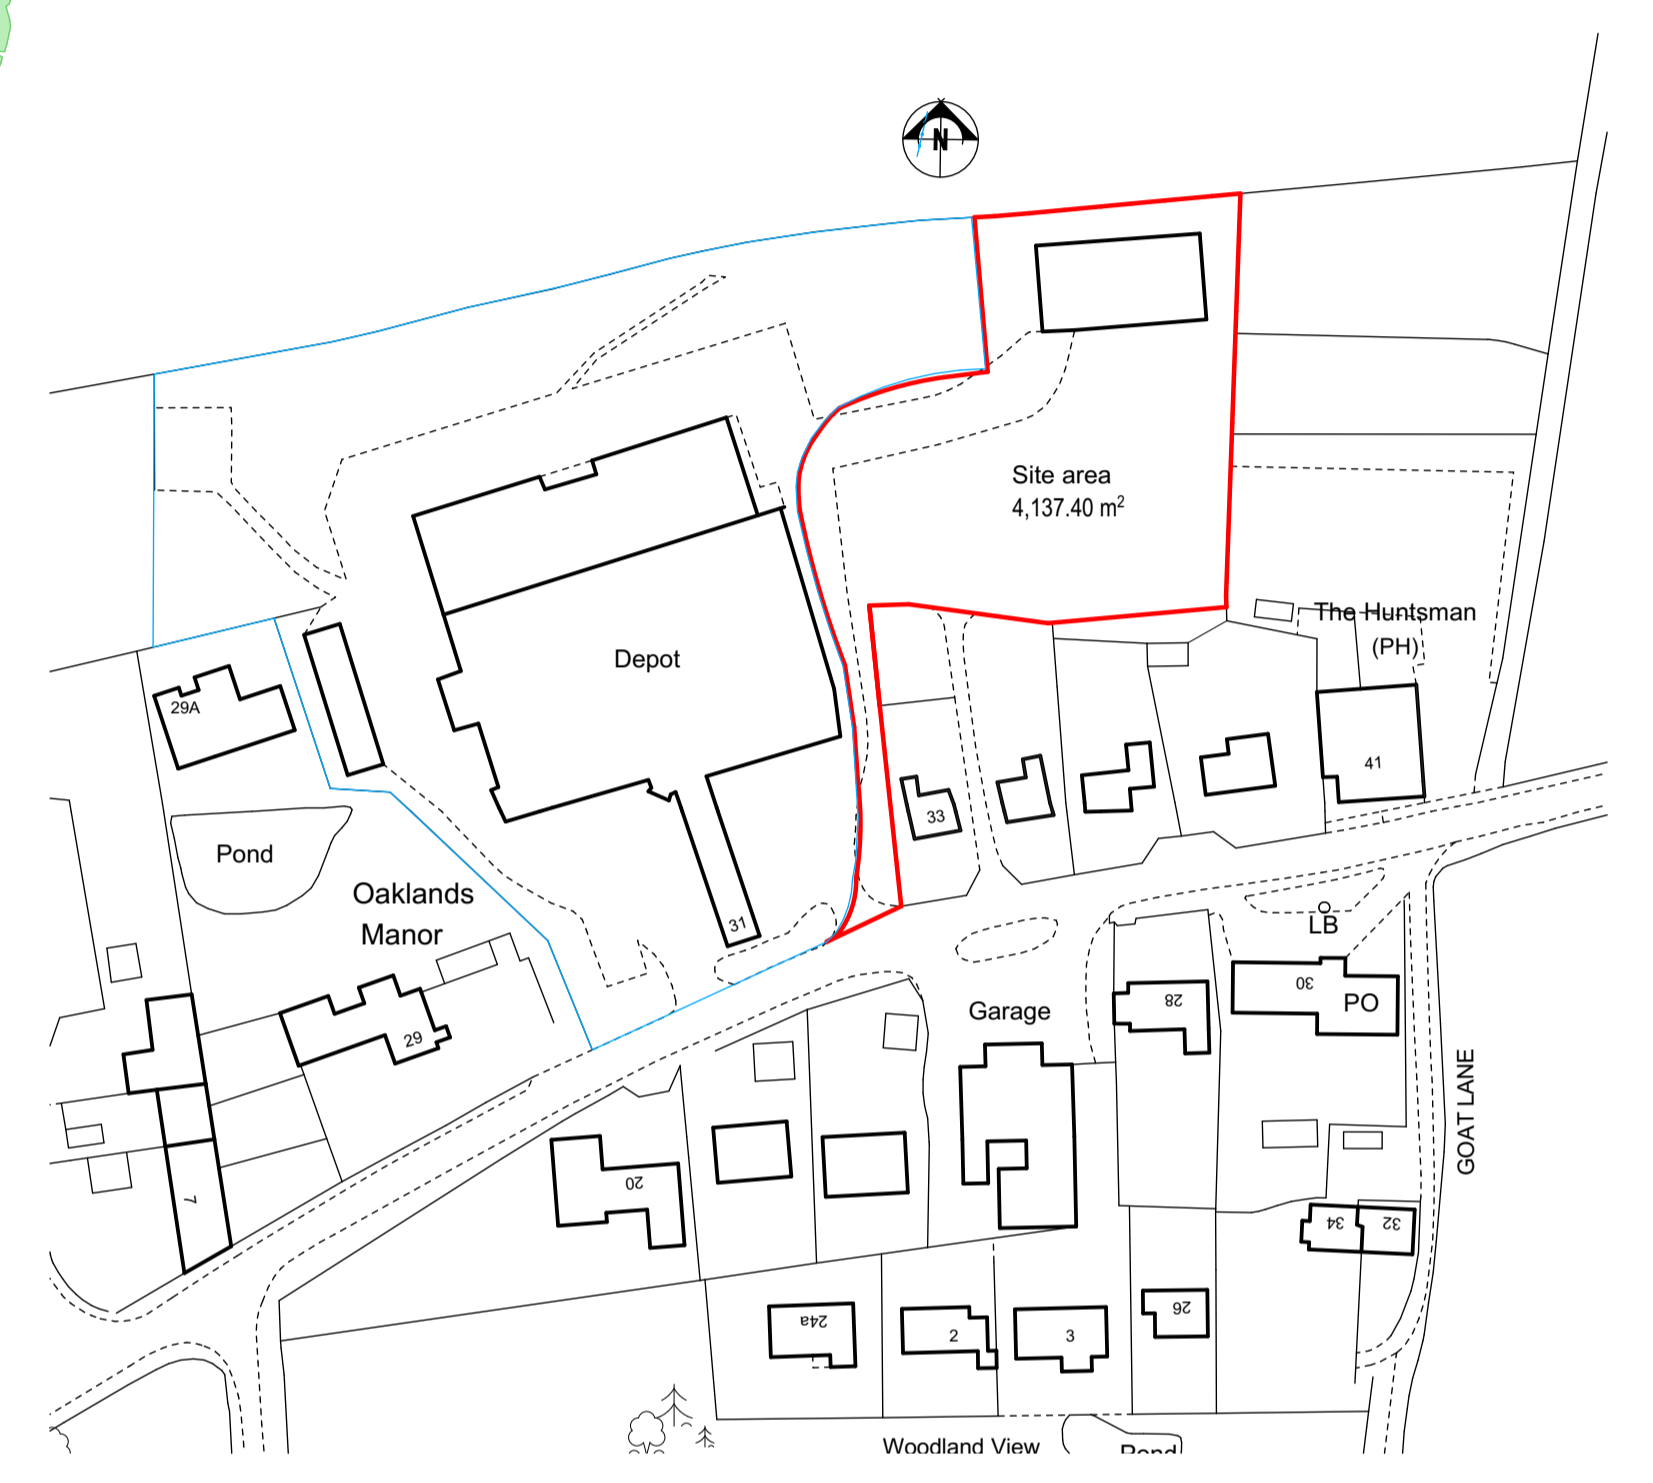 N
Site area
4,137.40 m²
The Huntsman
(PH)
Depot
29A
41
33
Pond
Oaklands
Manor
31
LB
30
PO
28
Garage
29
GOAT LANE
20
7
34
32
26
24a
2
3
Woodland View
Pond